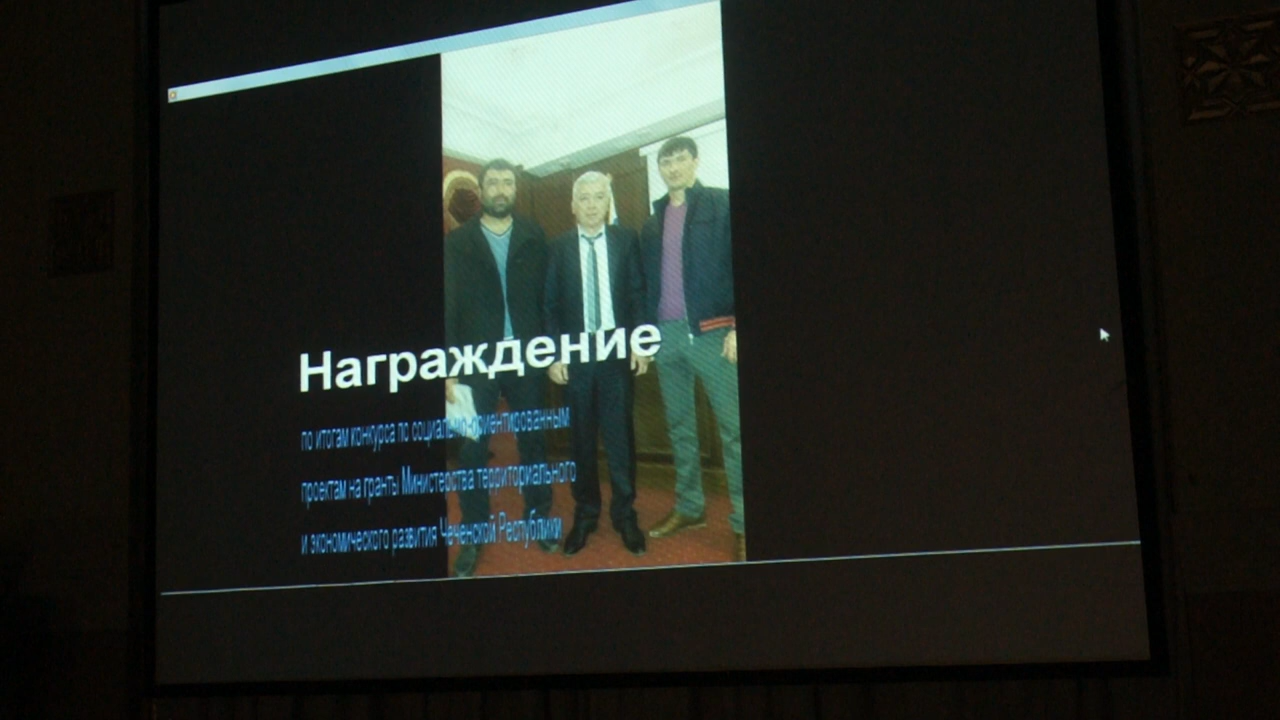 Награждение
по итогам конкурса по социально-ориентированным
проектам на гранты Министерства территориального
и экономического развития Чеченской Республики